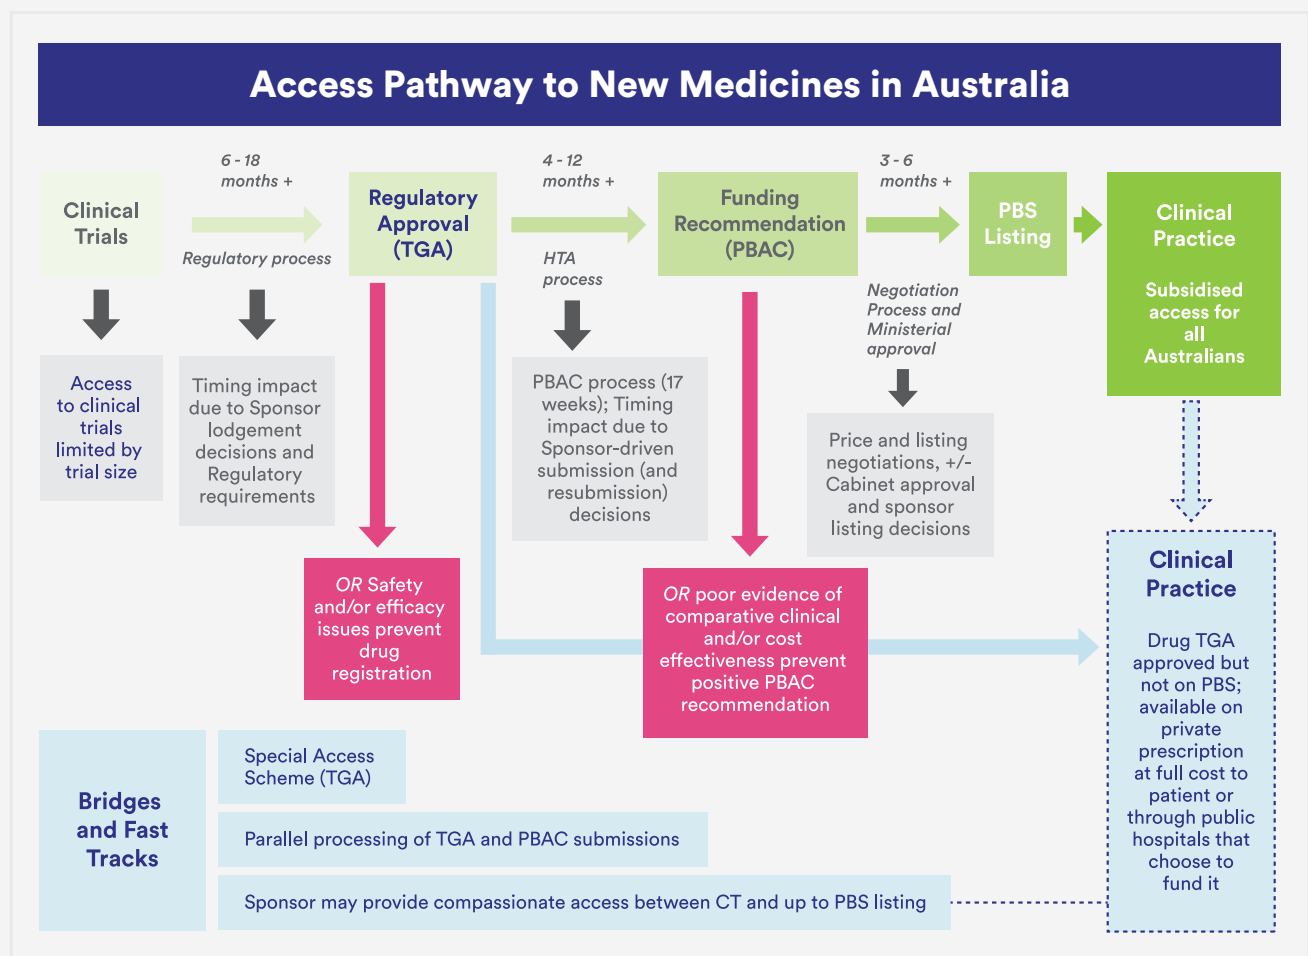 Access Pathway to New Medicines in Australia
6 - 18
months +
4 - 12
months +
3 - 6
months +
Clinical
Trials
Regulatory process
Regulatory
Approval
(TGA)
HTA
process
Funding
Recommendation
(PBAC)
Negotiation
Process and
Ministerial
approval
PBS
Listing
Clinical
Practice
Subsidised
access for
all
Australians
Access
to clinical
trials
limited by
trial size
Timing impact
due to Sponsor
lodgement
decisions and
Regulatory
requirements
PBAC process (17
weeks); Timing
impact due to
Sponsor-driven
submission (and
resubmission)
decisions
Price and listing
negotiations, +/-
Cabinet approval
and sponsor
listing decisions
OR Safety
and/or efficacy
issues prevent
drug
registration
OR poor evidence of
comparative clinical
and/or cost
effectiveness prevent
positive PBAC
recommendation
Clinical
Practice
Drug TGA
approved but
not on PBS;
available on
private
prescription
at full cost to
patient or
through public
hospitals that
choose to
fund it
Bridges
and Fast
Tracks
Special Access
Scheme (TGA)
Parallel processing of TGA and PBAC submissions
Sponsor may provide compassionate access between CT and up to PBS listing